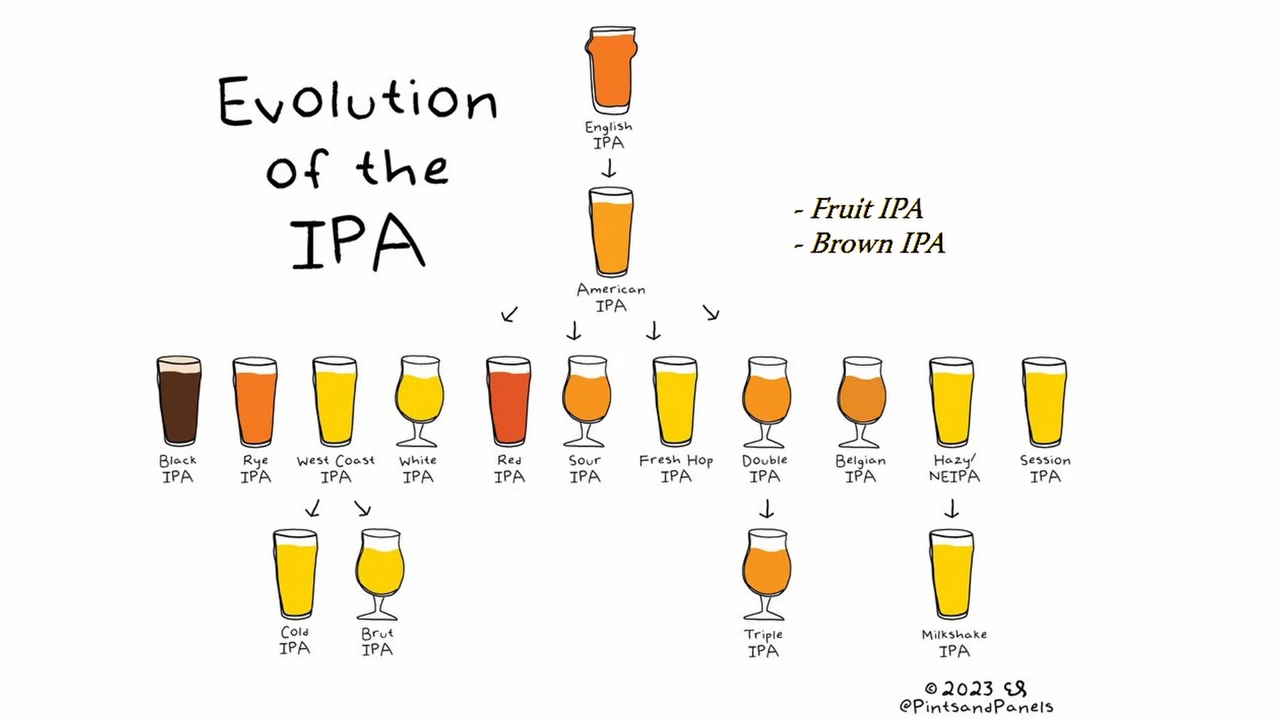 Evolution
of the
IPA
English
IPA
- Fruit IPA
- Brown IPA
American
IPA
Black
IPA
Rye
IPA
West Coast
IPA
White
IPA
Red
IPA
Sour
IPA
Fresh Hop
IPA
Double
IPA
Belgian
IPA
Hazy/
NEIPA
Session
IPA
Cold
IPA
Brut
IPA
Triple
IPA
Milkshake
IPA
© 2023
@PintsandPanels